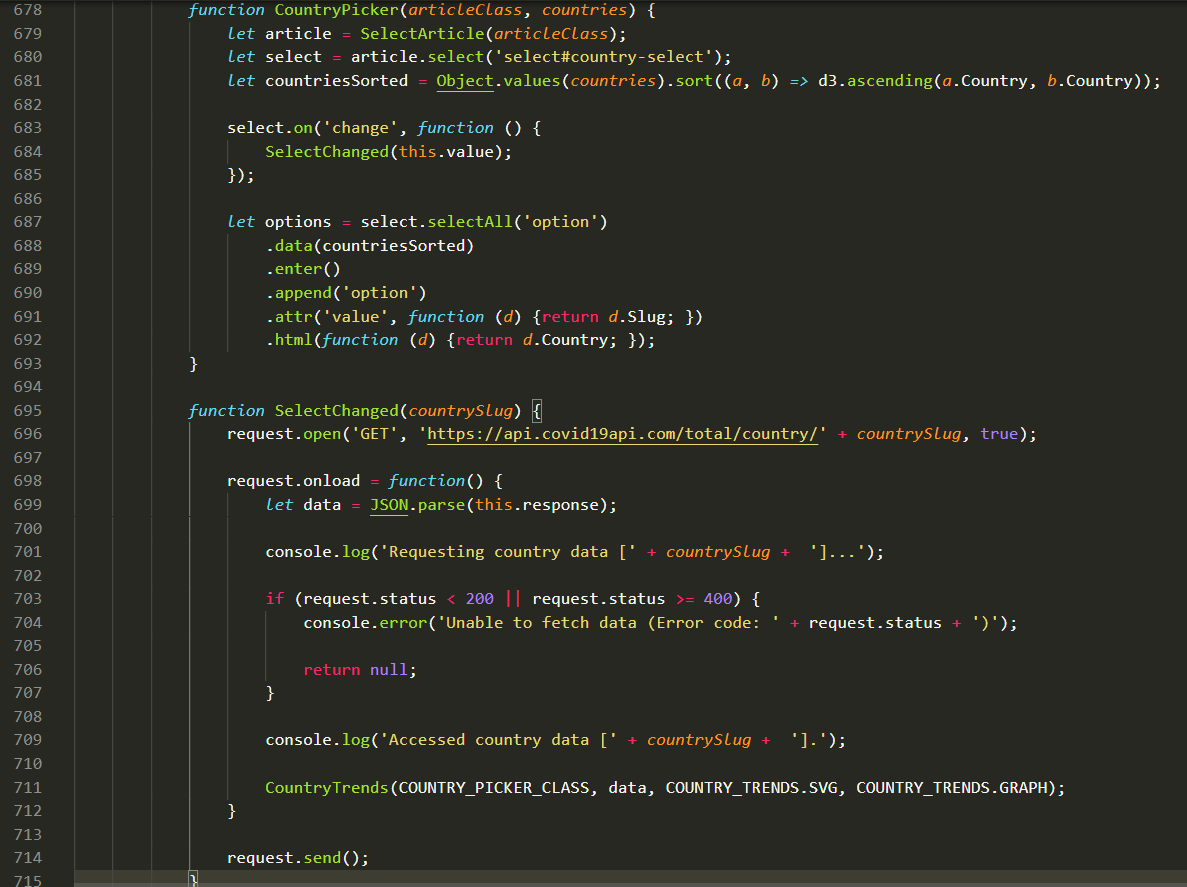 678 function CountryPicker(articleClass, countries) {
679 let article = SelectArticle(articleClass);
680 let select = article.select('select#country-select');
681 let countriesSorted = Object.values(countries).sort((a, b) => d3.ascending(a.Country, b.Country));
682
683 select.on('change', function () {
684 SelectChanged(this.value);
685 });
686
687 let options = select.selectAll('option')
688 .data(countriesSorted)
689 .enter()
690 .append('option')
691 .attr('value', function (d) {return d.Slug; })
692 .html(function (d) {return d.Country; });
693 }
694
695 function SelectChanged(countrySlug) {
696 request.open('GET', 'https://api.covid19api.com/total/country/' + countrySlug, true);
697
698 request.onload = function() {
699 let data = JSON.parse(this.response);
700
701 console.log('Requesting country data [' + countrySlug +  ']...');
702
703 if (request.status < 200 || request.status >= 400) {
704 console.error('Unable to fetch data (Error code: ' + request.status + ')');
705
706 return null;
707 }
708
709 console.log('Accessed country data [' + countrySlug +  '].');
710
711 CountryTrends(COUNTRY_PICKER_CLASS, data, COUNTRY_TRENDS.SVG, COUNTRY_TRENDS.GRAPH);
712 }
713
714 request.send();
715 }